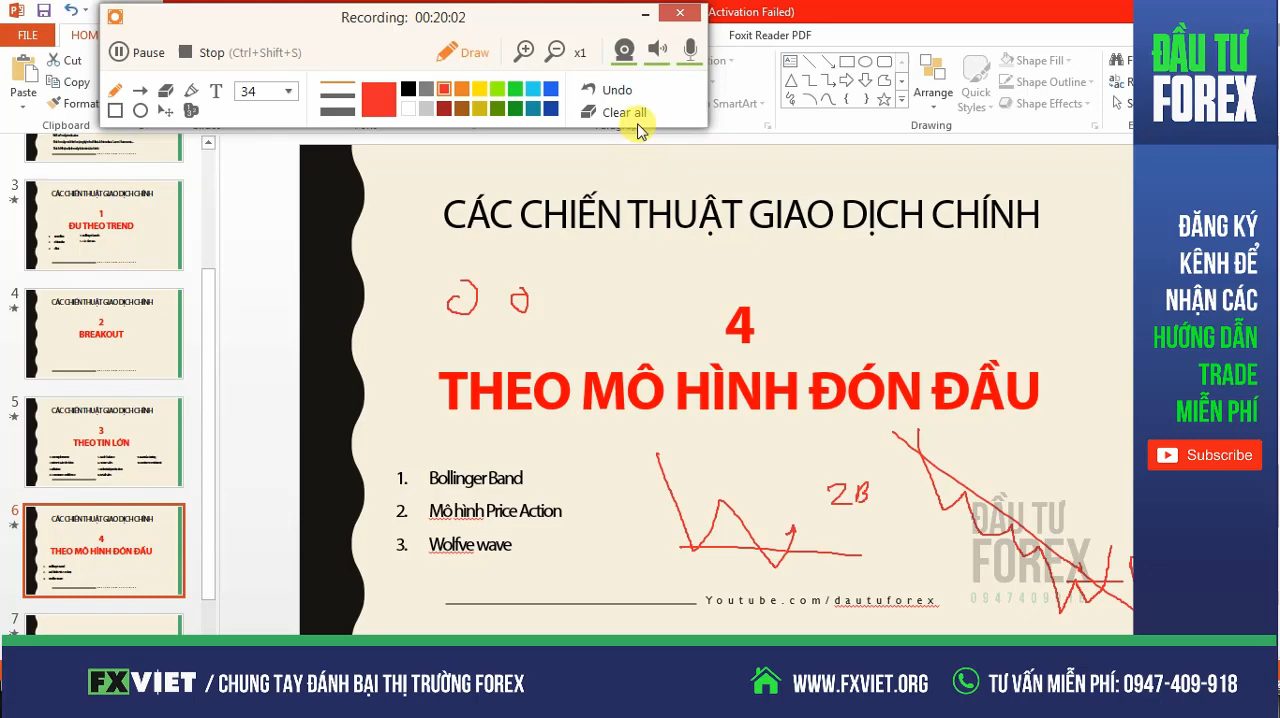 Recording: 00:20:02
Activation Failed)
FILE
HOM
Foxit Reader PDF
Pause
Stop (Ctrl+Shift+S)
Draw
x1
Cut
Copy
Format
Paste
Clipboard
T
34
Undo
Clear all
SmartArt
Arrange
Quick Styles
Shape Fill
Shape Outline
Shape Effects
Drawing
ĐẦU TƯ
FOREX
ĐĂNG KÝ
KÊNH ĐỂ
NHẬN CÁC
HƯỚNG DẪN
TRADE
MIỄN PHÍ
Subscribe
3
CÁC CHIẾN THUẬT GIAO DỊCH CHÍNH
1
ĐU THEO TREND
4
CÁC CHIẾN THUẬT GIAO DỊCH CHÍNH
2
BREAKOUT
5
CÁC CHIẾN THUẬT GIAO DỊCH CHÍNH
3
THEO TIN LỚN
6
CÁC CHIẾN THUẬT GIAO DỊCH CHÍNH
4
THEO MÔ HÌNH ĐÓN ĐẦU
7
CÁC CHIẾN THUẬT GIAO DỊCH CHÍNH
4
THEO MÔ HÌNH ĐÓN ĐẦU
1. Bollinger Band
2. Mô hình Price Action
3. Wolfve wave
2B
ĐẦU TƯ
FOREX
Youtube.com/dautuforex
FXVIET / CHUNG TAY ĐÁNH BẠI THỊ TRƯỜNG FOREX
WWW.FXVIET.ORG
TƯ VẤN MIỄN PHÍ: 0947-409-918